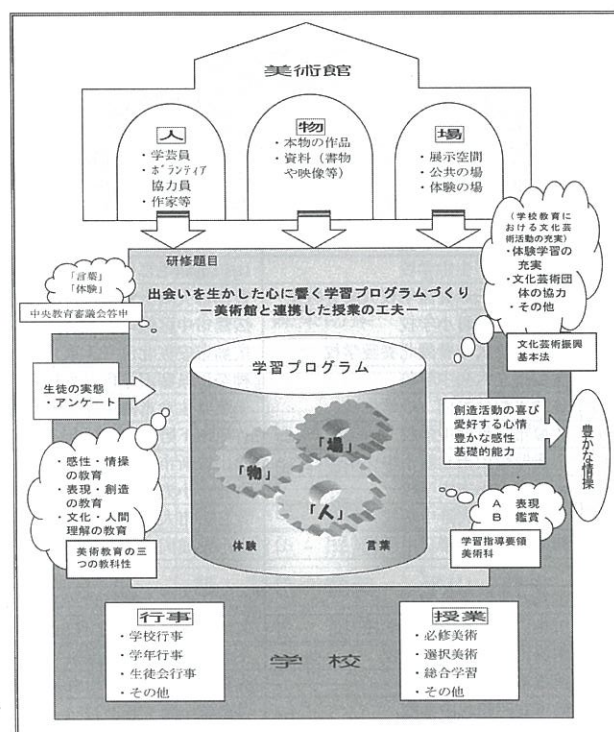 美術館
人
・学芸員
・ボランティア
協力員
・作家等
物
・本物の作品
・資料（書物
や映像等）
場
・展示空間
・公共の場
・体験の場
研修題目
出会いを生かした心に響く学習プログラムづくり
ー美術館と連携した授業の工夫ー
「言葉」
「体験」
中央教育審議会答申
(学校教育に
おける文化芸
術活動の充実)
・体験学習の
充実
・文化芸術団
体の協力
・その他
文化芸術振興
基本法
生徒の実態
・アンケート
学習プログラム
「場」
「物」
「人」
体験
言葉
創造活動の喜び
愛好する心情
豊かな感性
基礎的能力
豊かな情操
・感性・情操
の教育
・表現・創造
の教育
・文化・人間
理解の教育
美術教育の三
つの教科性
A 表現
B 鑑賞
学習指導要領
美術科
行事
・学校行事
・学年行事
・生徒会行事
・その他
学校
授業
・必修美術
・選択美術
・総合学習
・その他